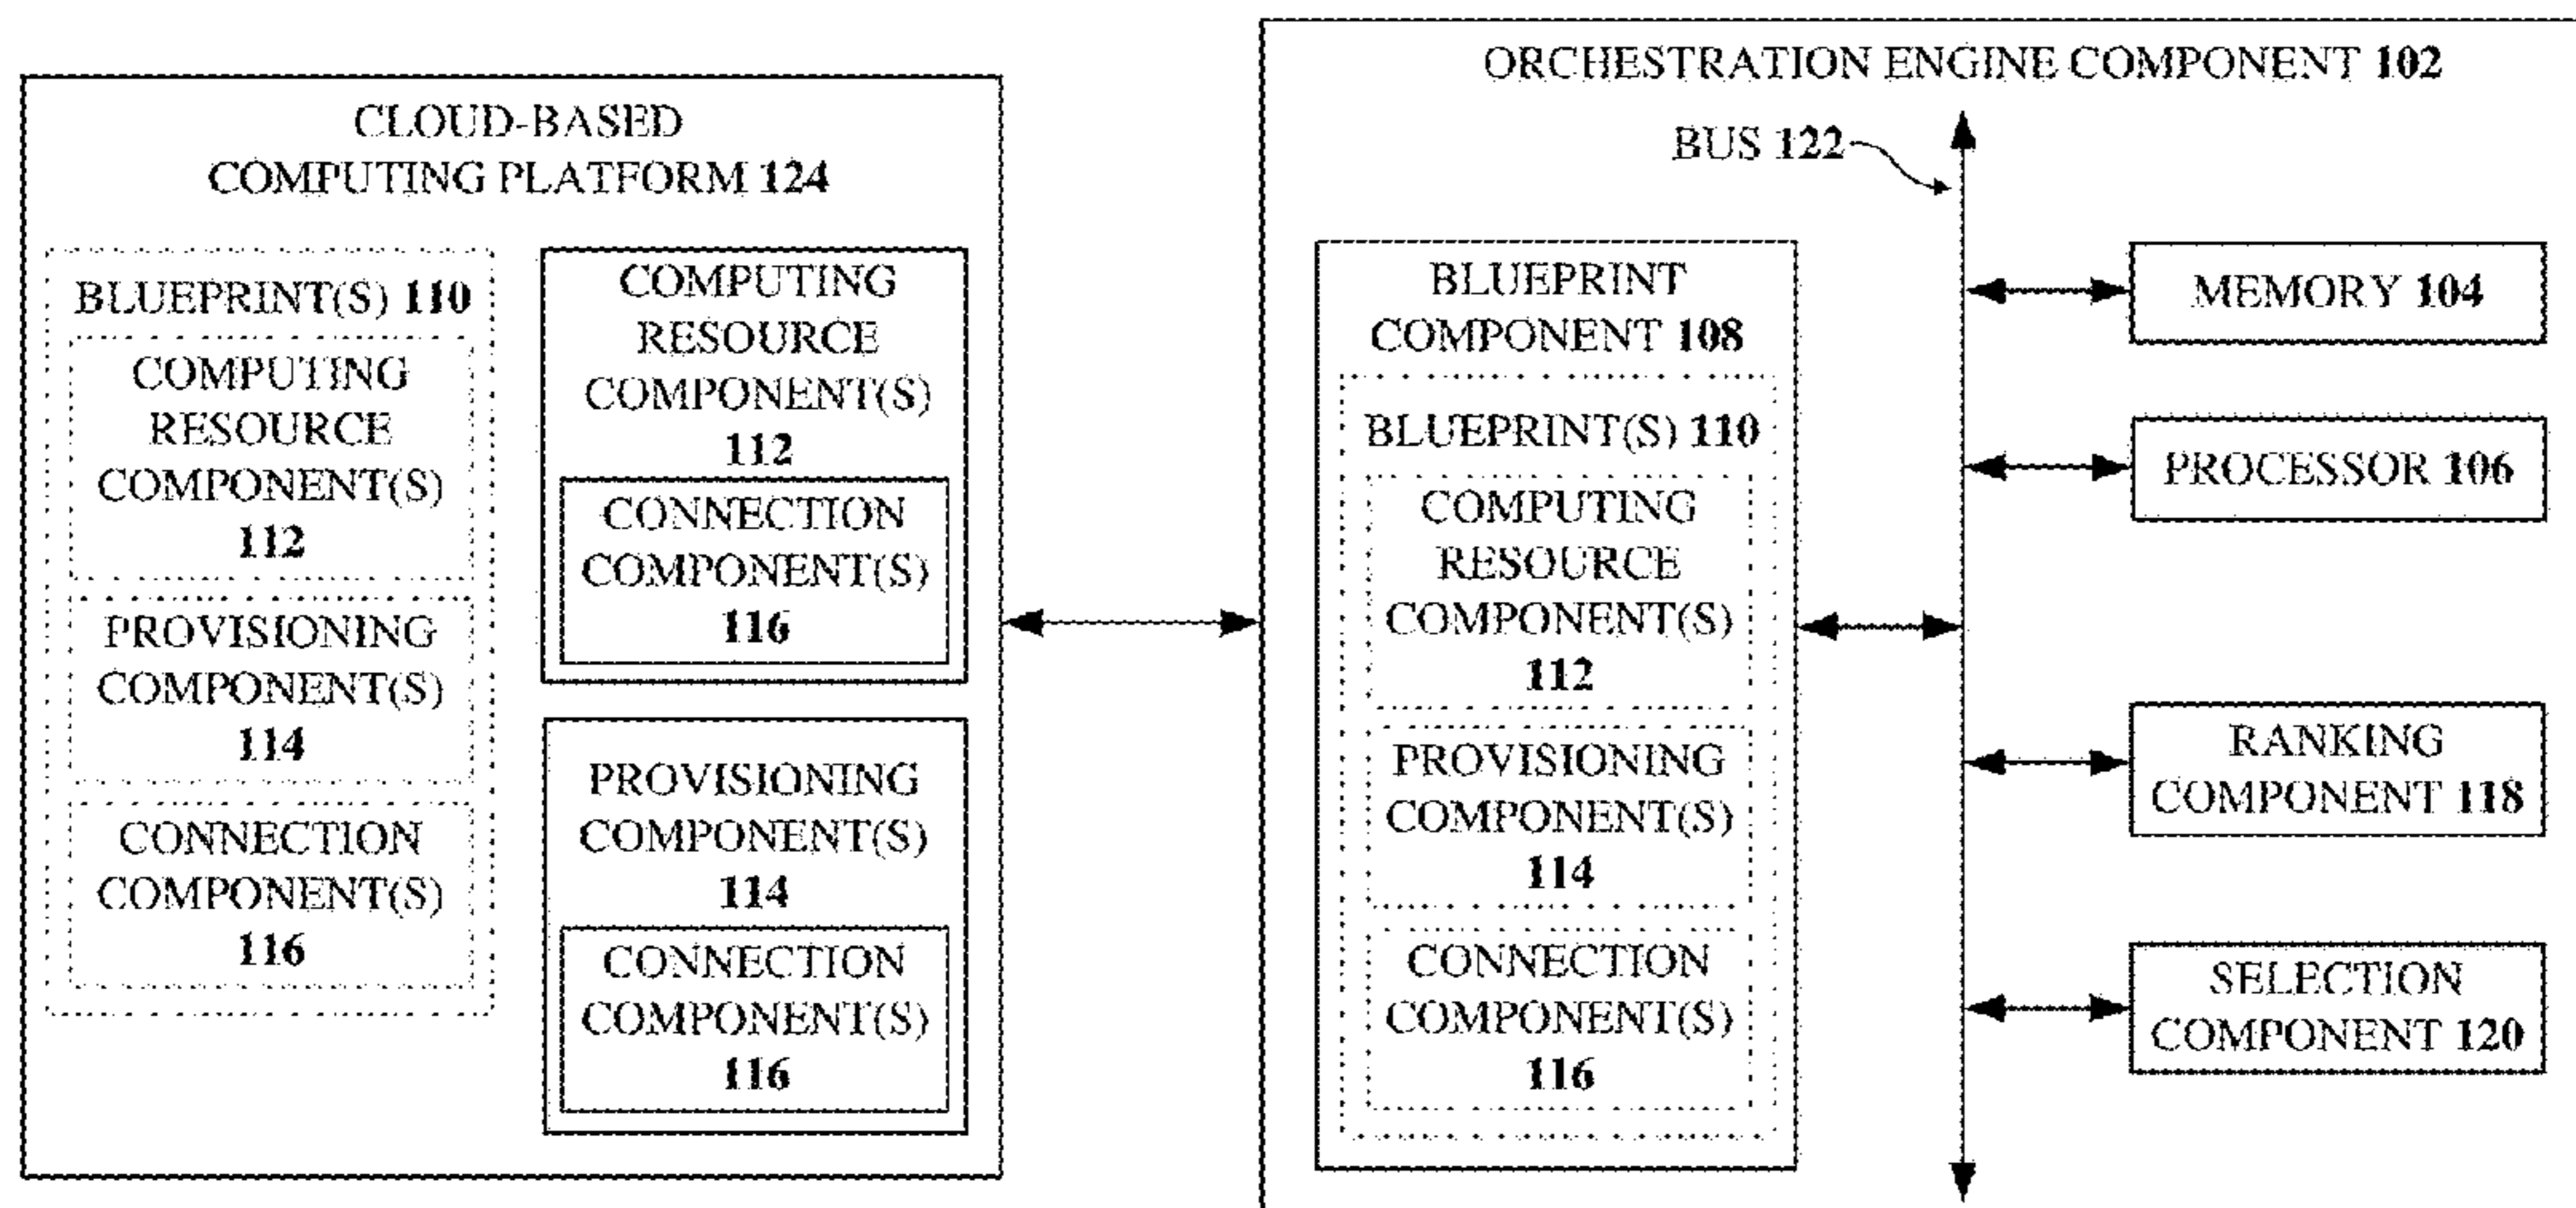 CLOUD-BASED
COMPUTING PLATFORM 124
BLUEPRINT(S) 110
COMPUTING
RESOURCE
COMPONENT(S)
112
PROVISIONING
COMPONENT(S)
114
CONNECTION
COMPONENT(S)
116
COMPUTING
RESOURCE
COMPONENT(S)
112
CONNECTION
COMPONENT(S)
116
PROVISIONING
COMPONENT(S)
114
CONNECTION
COMPONENT(S)
116
ORCHESTRATION ENGINE COMPONENT 102
BUS 122
BLUEPRINT
COMPONENT 108
BLUEPRINT(S) 110
COMPUTING
RESOURCE
COMPONENT(S)
112
PROVISIONING
COMPONENT(S)
114
CONNECTION
COMPONENT(S)
116
MEMORY 104
PROCESSOR 106
RANKING
COMPONENT 118
SELECTION
COMPONENT 120